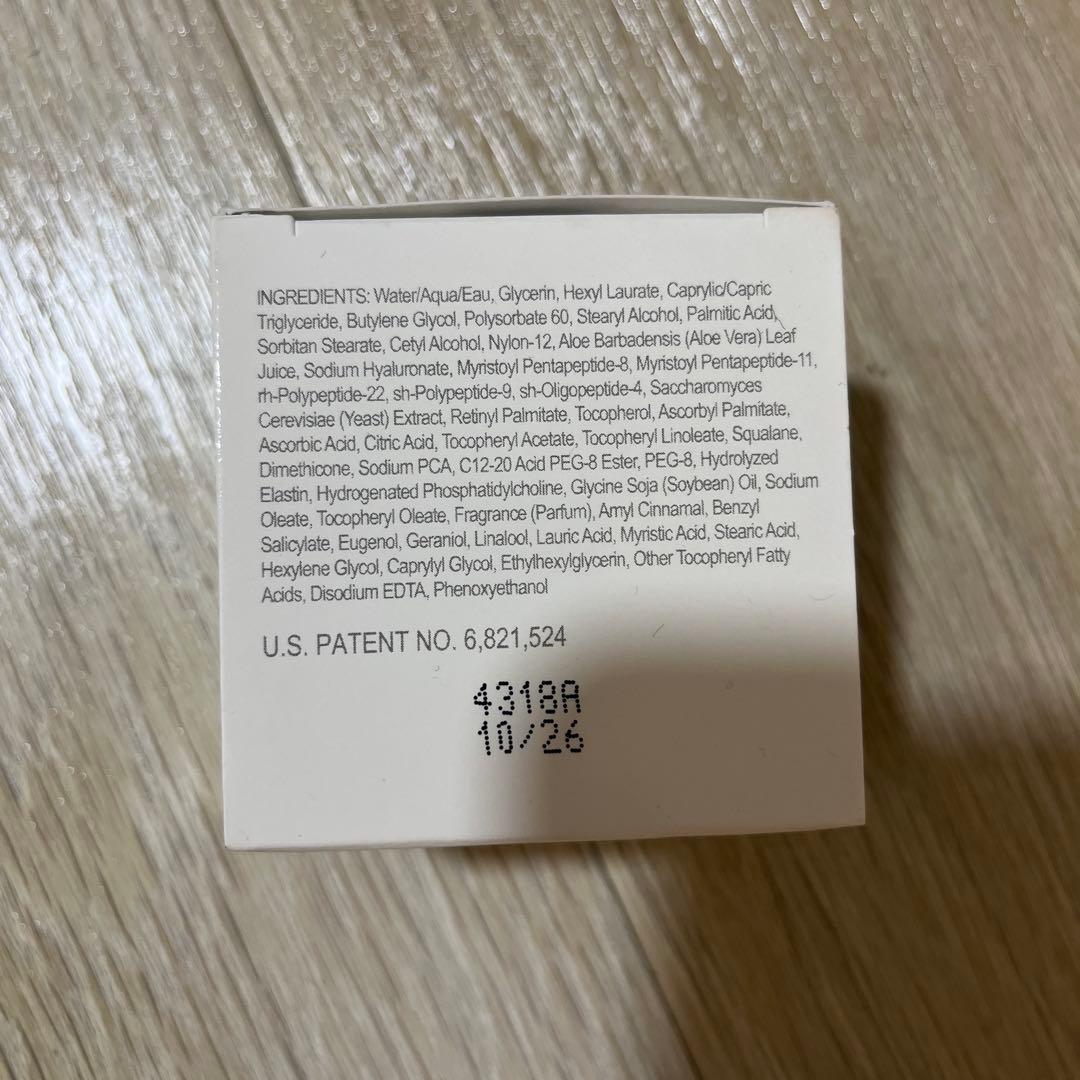 INGREDIENTS: Water/Aqua/Eau, Glycerin, Hexyl Laurate, Caprylic/Capric
Triglyceride, Butylene Glycol, Polysorbate 60, Stearyl Alcohol, Palmitic Acid,
Sorbitan Stearate, Cetyl Alcohol, Nylon-12, Aloe Barbadensis (Aloe Vera) Leaf
Juice, Sodium Hyaluronate, Myristoyl Pentapeptide-8, Myristoyl Pentapeptide-11,
rh-Polypeptide-22, sh-Polypeptide-9, sh-Oligopeptide-4, Saccharomyces
Cerevisiae (Yeast) Extract, Retinyl Palmitate, Tocopherol, Ascorbyl Palmitate,
Ascorbic Acid, Citric Acid, Tocopheryl Acetate, Tocopheryl Linoleate, Squalane,
Dimethicone, Sodium PCA, C12-20 Acid PEG-8 Ester, PEG-8, Hydrolyzed
Elastin, Hydrogenated Phosphatidylcholine, Glycine Soja (Soybean) Oil, Sodium
Oleate, Tocopheryl Oleate, Fragrance (Parfum), Amyl Cinnamal, Benzyl
Salicylate, Eugenol, Geraniol, Linalool, Lauric Acid, Myristic Acid, Stearic Acid,
Hexylene Glycol, Caprylyl Glycol, Ethylhexylglycerin, Other Tocopheryl Fatty
Acids, Disodium EDTA, Phenoxyethanol
U.S. PATENT NO. 6,821,524
4318A
10/26